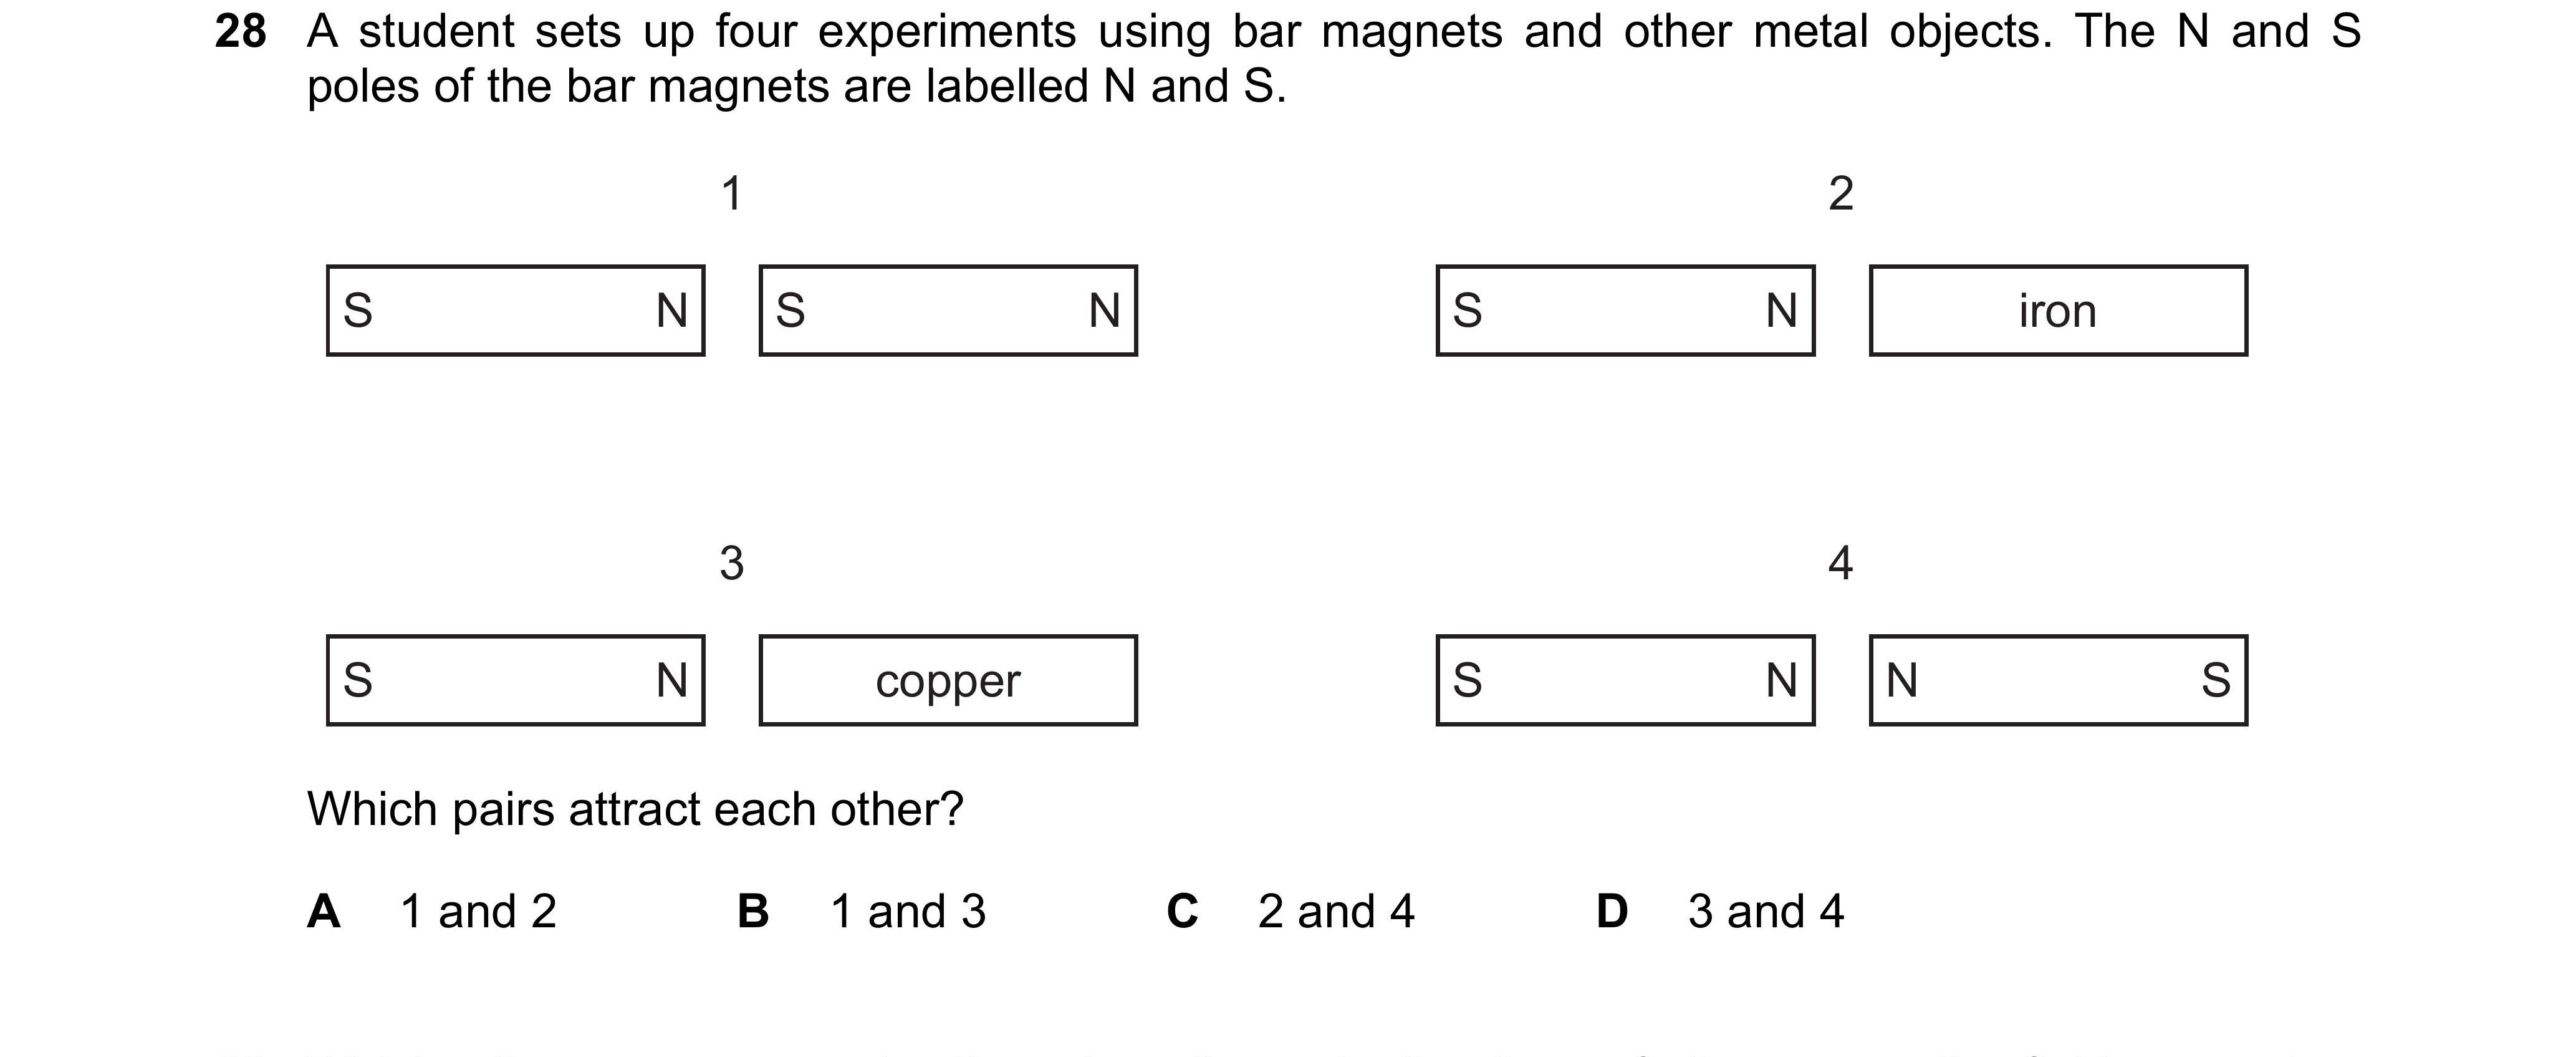 28 A student sets up four experiments using bar magnets and other metal objects. The N and S
poles of the bar magnets are labelled N and S.
1 2
S N S N S N iron
3 4
S N copper S N N S
Which pairs attract each other?
A 1 and 2 B 1 and 3 C 2 and 4 D 3 and 4